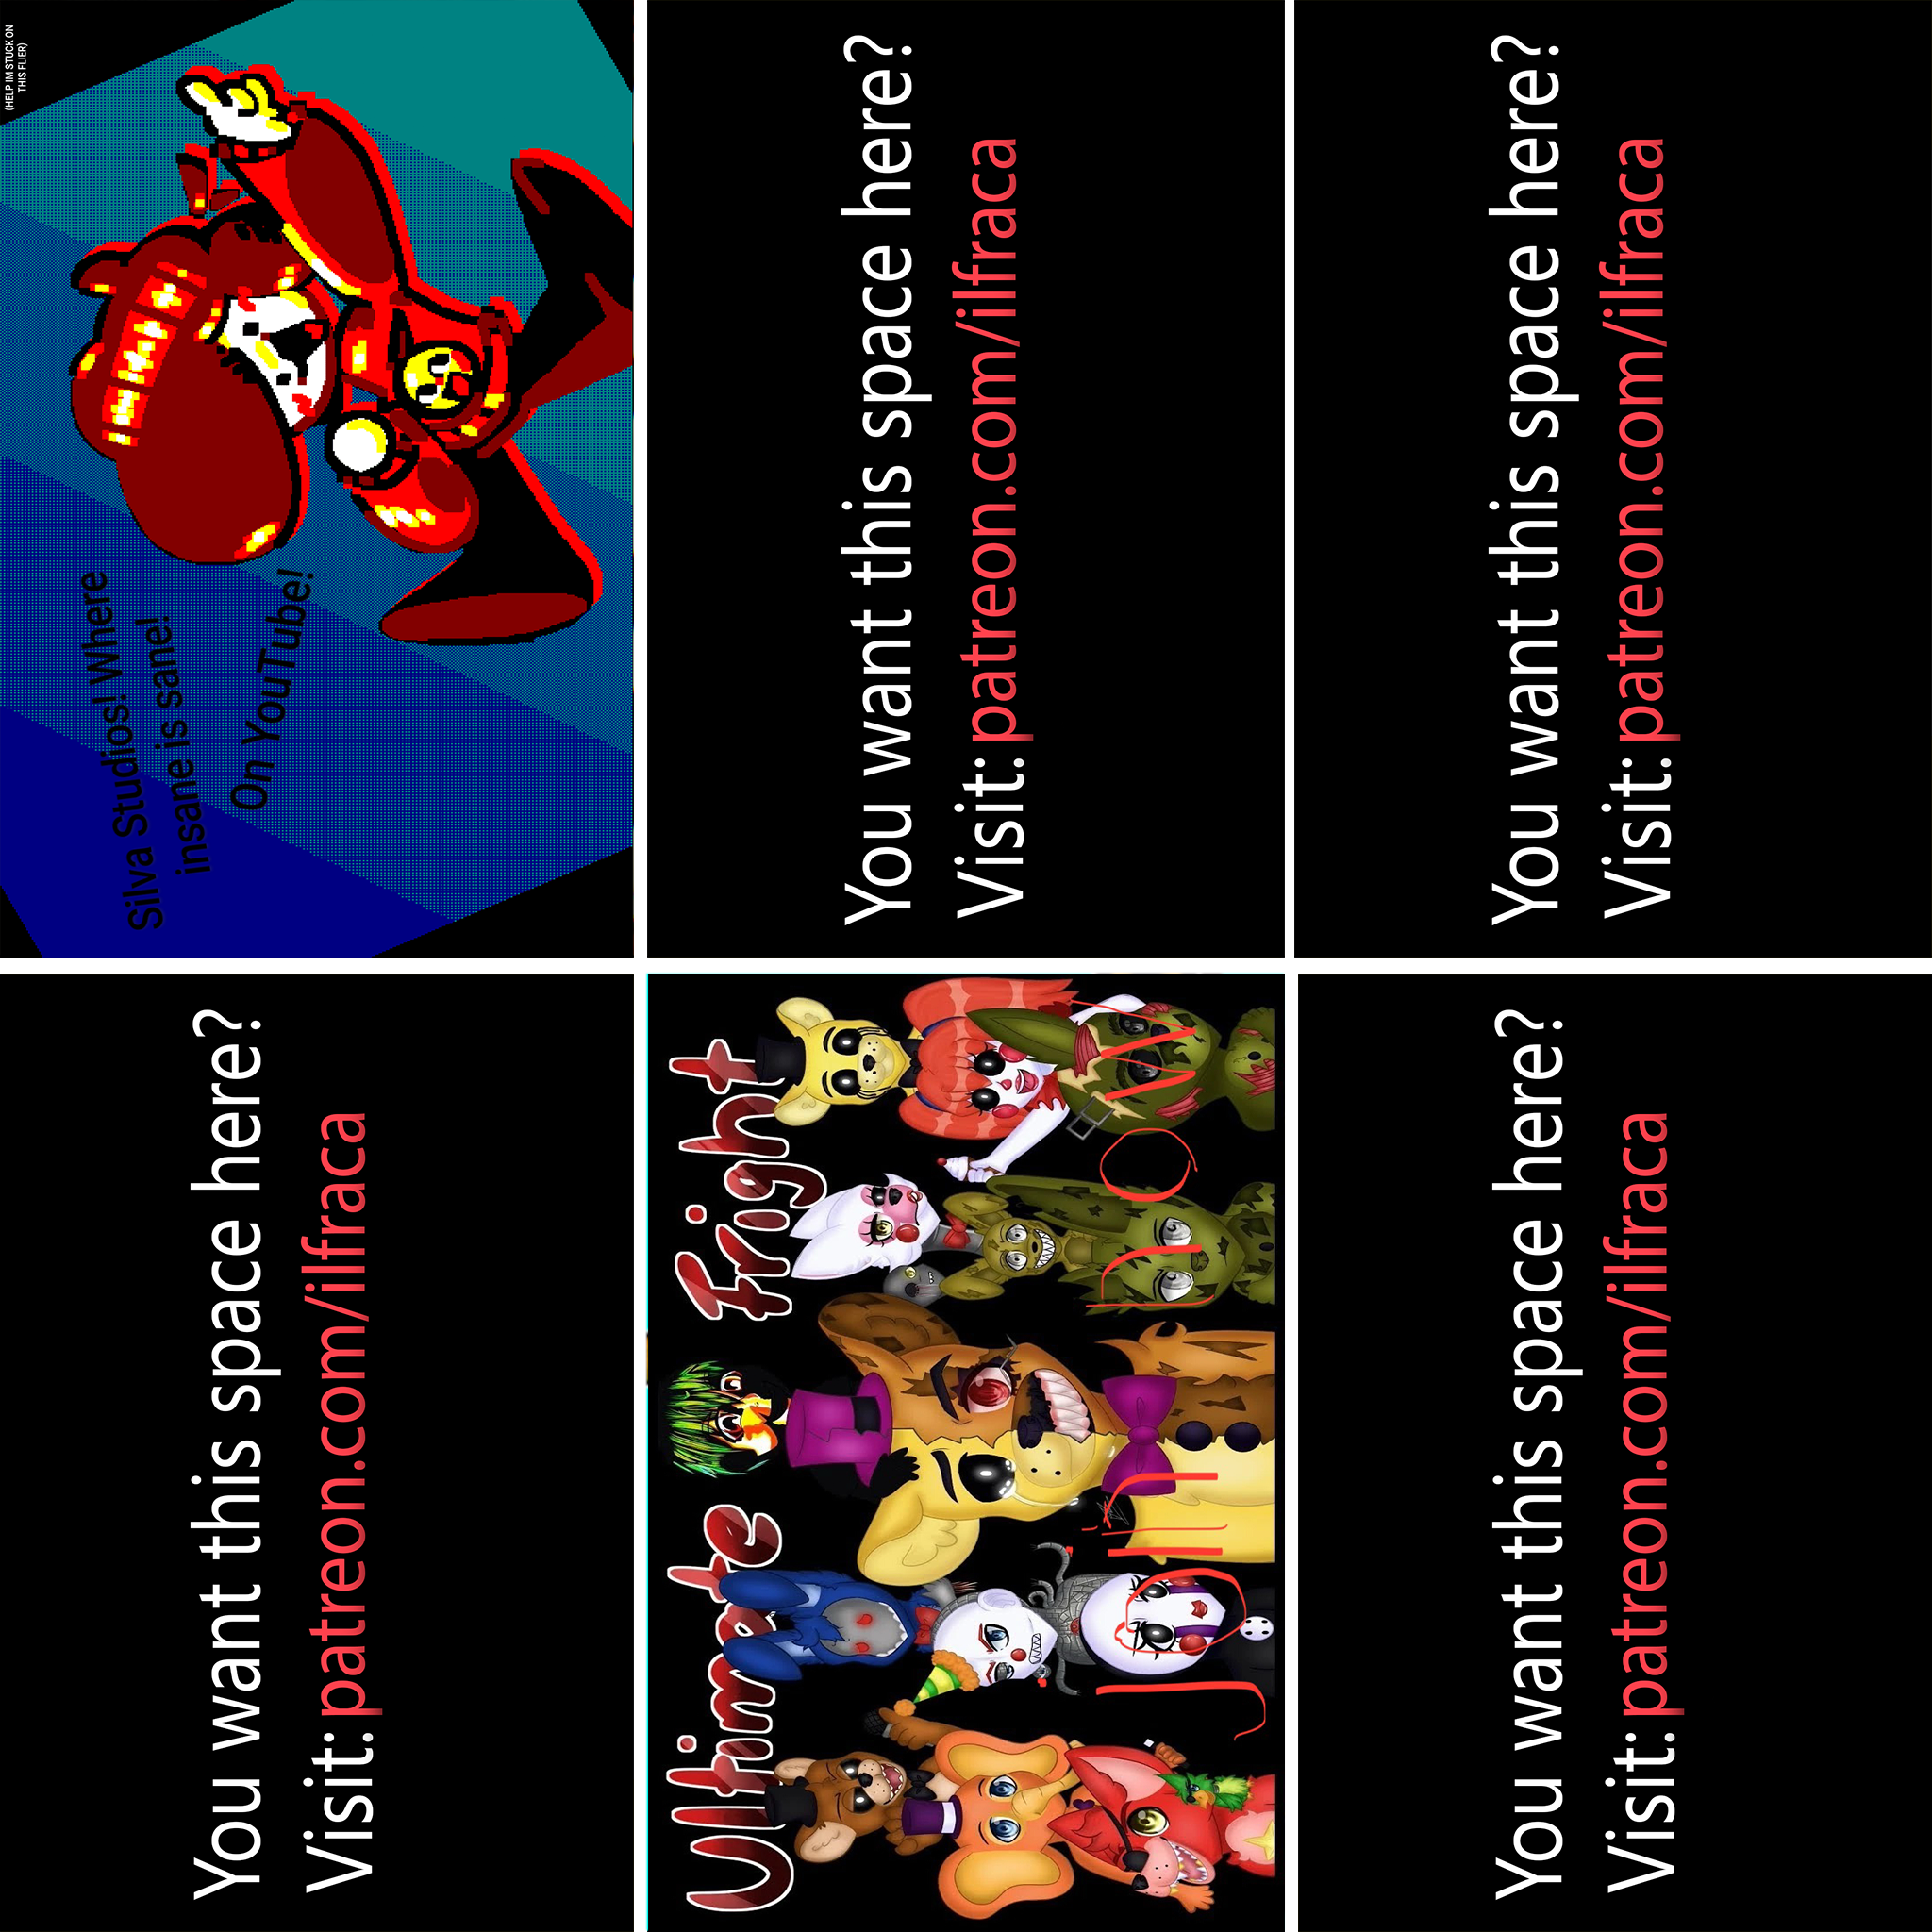 (HELP IM STUCK ON
THIS FLIER)
Silva Studios! Where
insane is sane!
On YouTube!
You want this space here?
Visit: patreon.com/ilfraca
You want this space here?
Visit: patreon.com/ilfraca
You want this space here?
Visit: patreon.com/ilfraca
Ultimate Fright
You want this space here?
Visit: patreon.com/ilfraca